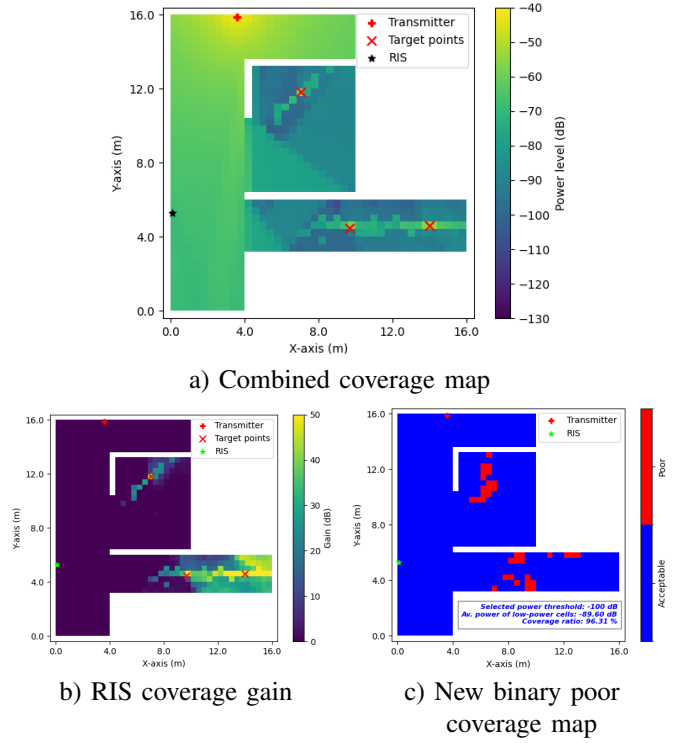 Transmitter
Target points
RIS
16.0
12.0
8.0
4.0
0.0
Y-axis (m)
0.0 4.0 8.0 12.0 16.0
X-axis (m)
−40
−50
−60
−70
−80
−90
−100
−110
−120
−130
Power level (dB)
a) Combined coverage map
Transmitter
Target points
RIS
16.0
12.0
8.0
4.0
0.0
Y-axis (m)
0.0 4.0 8.0 12.0 16.0
X-axis (m)
50
40
30
20
10
0
Gain (dB)
b) RIS coverage gain
Transmitter
RIS
16.0
12.0
8.0
4.0
0.0
Y-axis (m)
Selected power threshold: -100 dB
Av. power of low-power cells: -89.60 dB
Coverage ratio: 96.31 %
0.0 4.0 8.0 12.0 16.0
X-axis (m)
Poor
Acceptable
c) New binary poor
coverage map